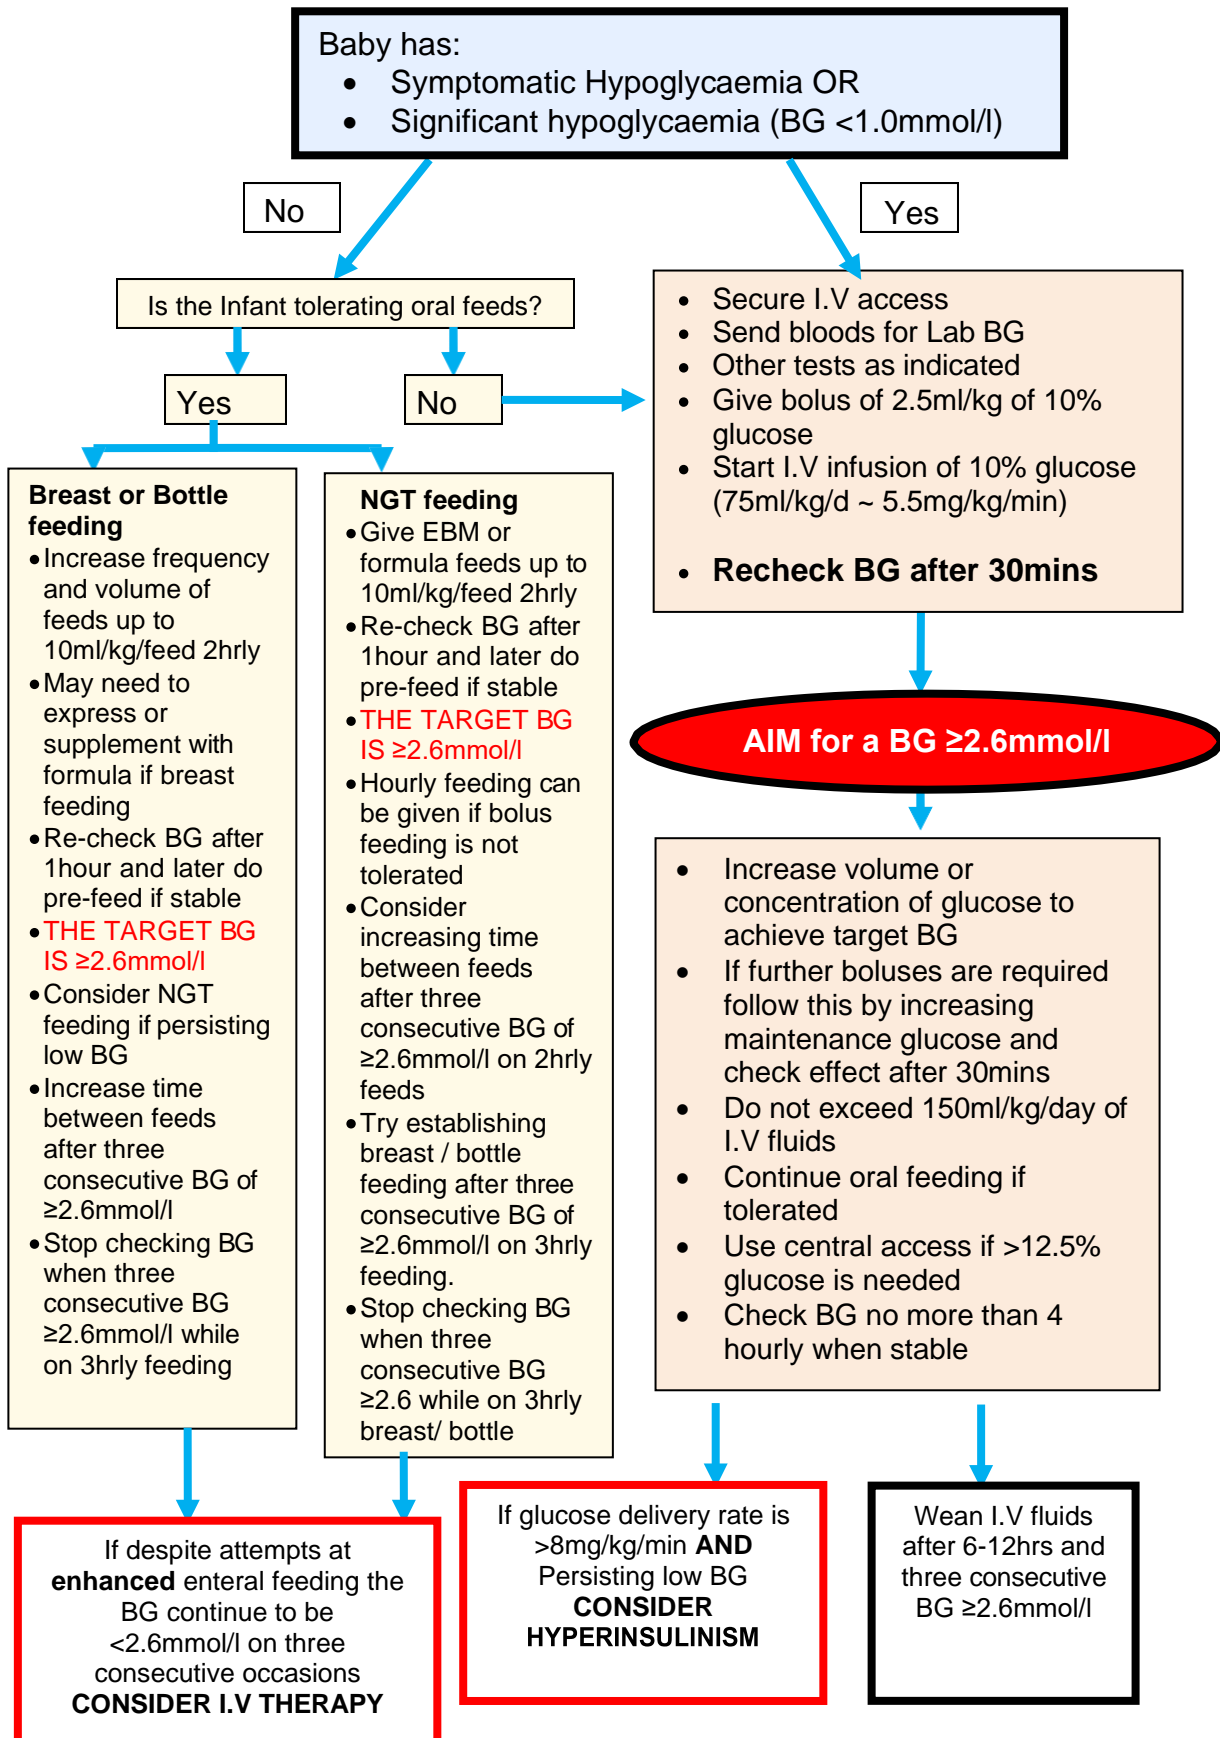 Baby has:
• Symptomatic Hypoglycaemia OR
• Significant hypoglycaemia (BG <1.0mmol/l)
No
Yes
Is the Infant tolerating oral feeds?
Yes
No
• Secure I.V access
• Send bloods for Lab BG
• Other tests as indicated
• Give bolus of 2.5ml/kg of 10%
glucose
• Start I.V infusion of 10% glucose
(75ml/kg/d ~ 5.5mg/kg/min)
• Recheck BG after 30mins
Breast or Bottle
feeding
• Increase frequency
and volume of
feeds up to
10ml/kg/feed 2hrly
• May need to
express or
supplement with
formula if breast
feeding
• Re-check BG after
1hour and later do
pre-feed if stable
• THE TARGET BG
IS ≥2.6mmol/l
• Consider NGT
feeding if persisting
low BG
• Increase time
between feeds
after three
consecutive BG of
≥2.6mmol/l
• Stop checking BG
when three
consecutive BG
≥2.6mmol/l while
on 3hrly feeding
NGT feeding
• Give EBM or
formula feeds up to
10ml/kg/feed 2hrly
• Re-check BG after
1hour and later do
pre-feed if stable
• THE TARGET BG
IS ≥2.6mmol/l
• Hourly feeding can
be given if bolus
feeding is not
tolerated
• Consider
increasing time
between feeds
after three
consecutive BG of
≥2.6mmol/l on 2hrly
feeds
• Try establishing
breast / bottle
feeding after three
consecutive BG of
≥2.6mmol/l on 3hrly
feeding.
• Stop checking BG
when three
consecutive BG
≥2.6 while on 3hrly
breast/ bottle
AIM for a BG ≥2.6mmol/l
• Increase volume or
concentration of glucose to
achieve target BG
• If further boluses are required
follow this by increasing
maintenance glucose and
check effect after 30mins
• Do not exceed 150ml/kg/day of
I.V fluids
• Continue oral feeding if
tolerated
• Use central access if >12.5%
glucose is needed
• Check BG no more than 4
hourly when stable
If despite attempts at
enhanced enteral feeding the
BG continue to be
<2.6mmol/l on three
consecutive occasions
CONSIDER I.V THERAPY
If glucose delivery rate is
>8mg/kg/min AND
Persisting low BG
CONSIDER
HYPERINSULINISM
Wean I.V fluids
after 6-12hrs and
three consecutive
BG ≥2.6mmol/l